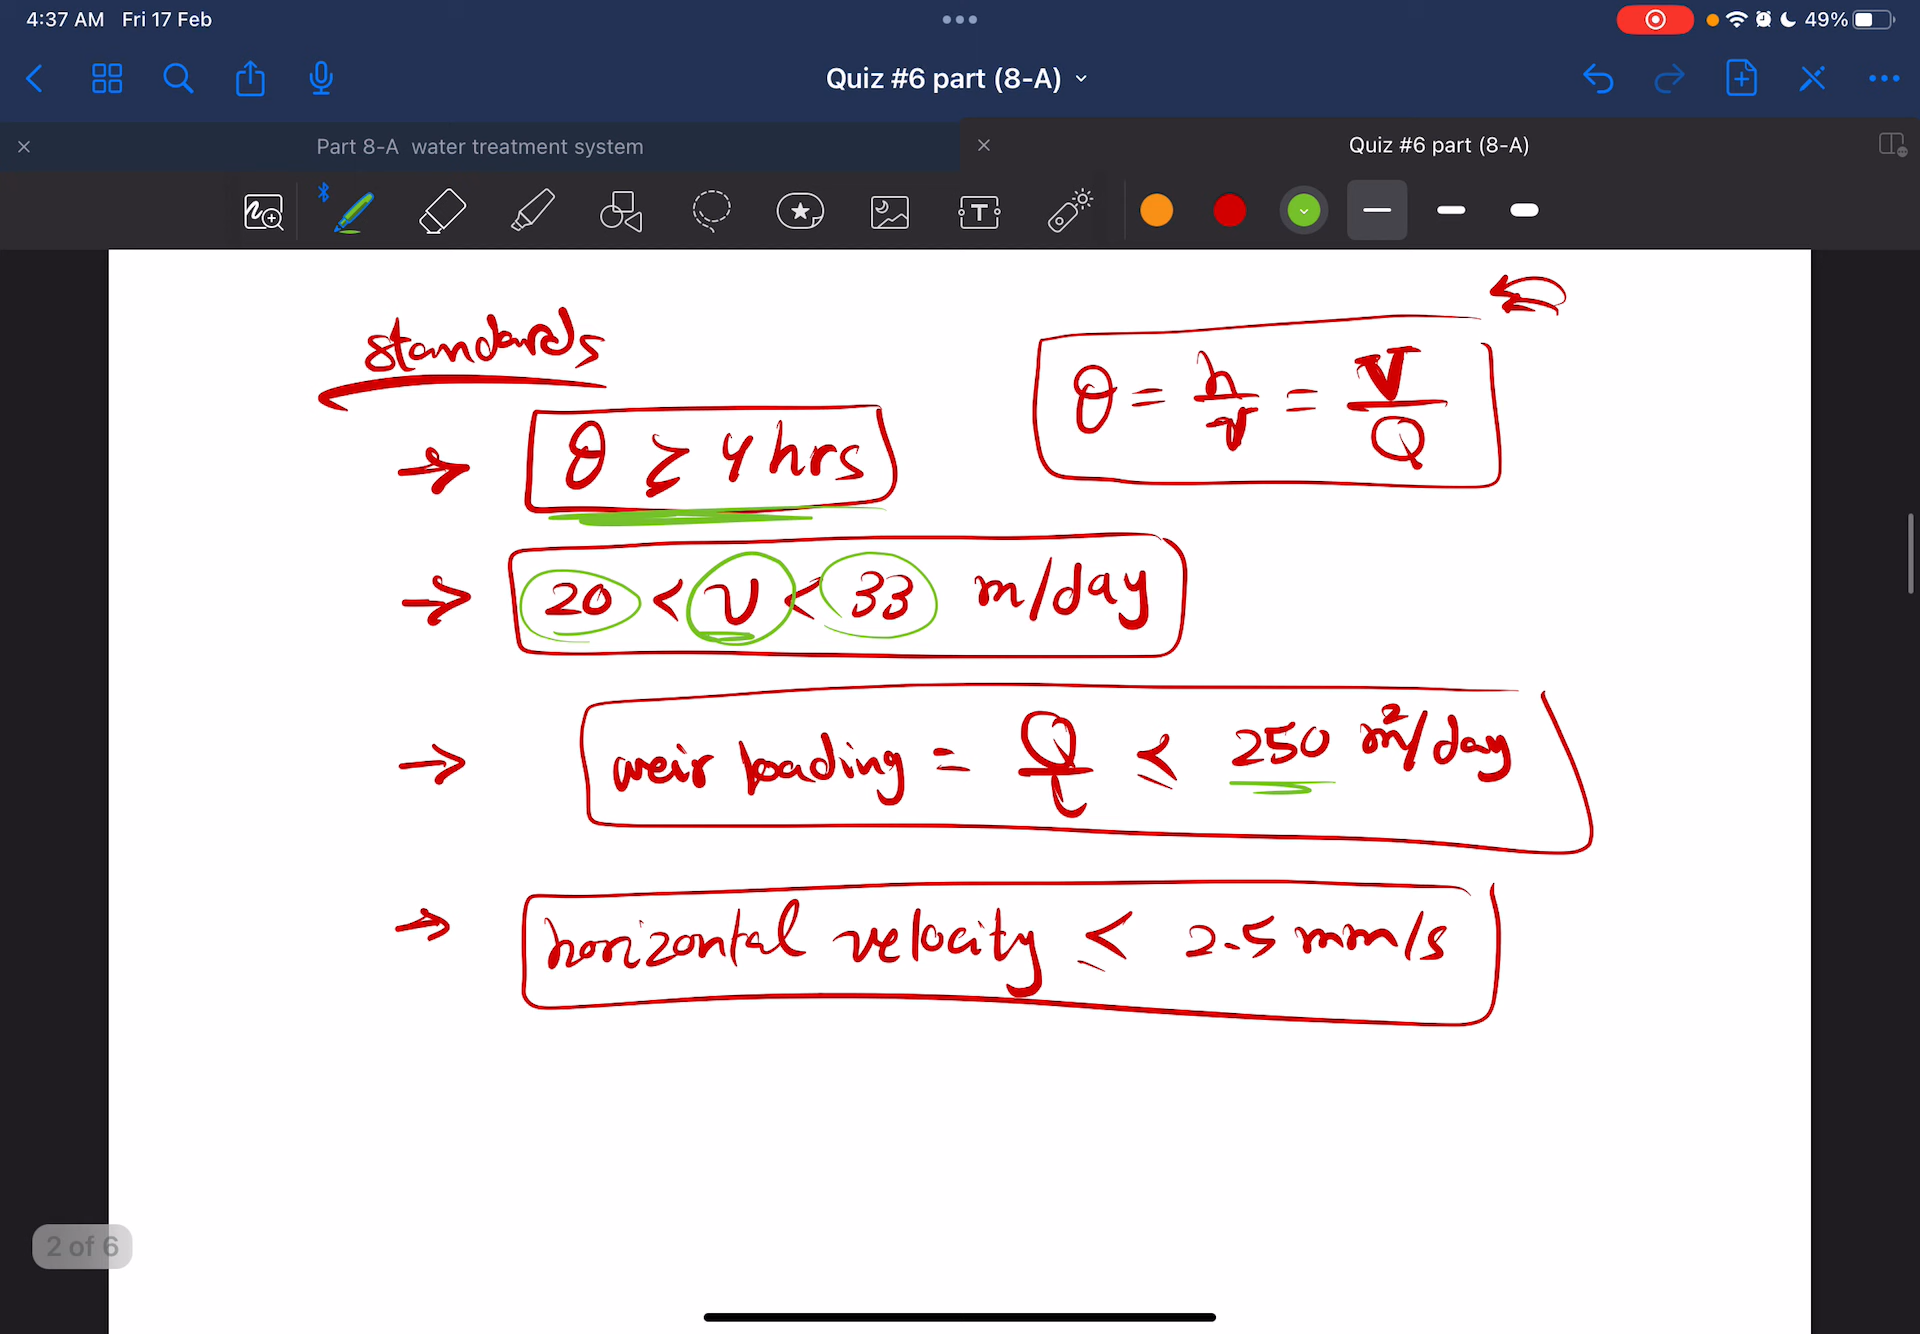 4:37 AM Fri 17 Feb
49%
Quiz #6 part (8-A)
Part 8-A water treatment system
Quiz #6 part (8-A)
T
standards
θ = h/v = V/Q
θ ≥ 4 hrs
20 < v < 33 m/day
weir loading = Q/L ≤ 250 m²/day
horizontal velocity ≤ 2.5 mm/s
2 of 6